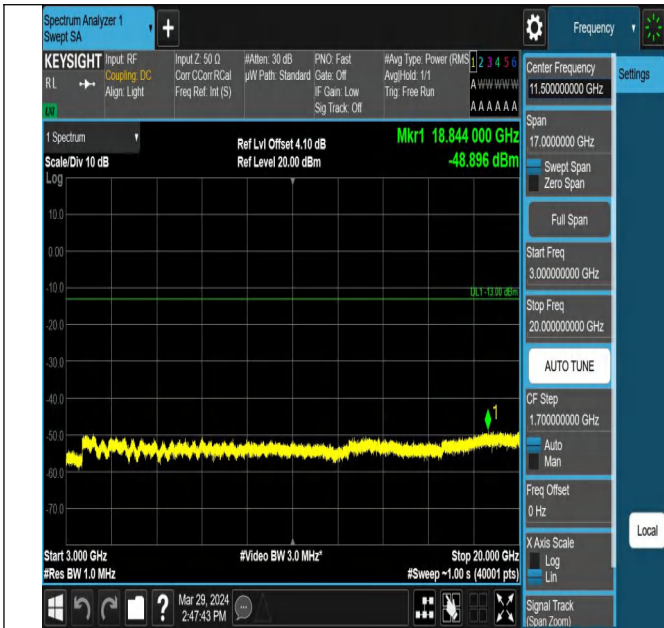 Spectrum Analyzer 1
Swept SA
+
Frequency
KEYSIGHT
RL
LXI
Input: RF
Coupling: DC
Align: Light
Input Z: 50 Ω
Corr CCorr RCal
Freq Ref: Int (S)
#Atten: 30 dB
µW Path: Standard
PNO: Fast
Gate: Off
IF Gain: Low
Sig Track: Off
#Avg Type: Power (RMS
Avg|Hold: 1/1
Trig: Free Run
1 2 3 4 5 6
A W W W W W
A A A A A A
1 Spectrum
Scale/Div 10 dB
Log
Ref Lvl Offset 4.10 dB
Ref Level 20.00 dBm
Mkr1 18.844 000 GHz
-48.896 dBm
10.0
0.00
-10.0
-20.0
-30.0
-40.0
-50.0
-60.0
-70.0
DL1 -13.00 dBm
1
Start 3.000 GHz
#Res BW 1.0 MHz
#Video BW 3.0 MHz*
Stop 20.000 GHz
#Sweep ~1.00 s (40001 pts)
Mar 29, 2024
2:47:43 PM
Center Frequency
11.500000000 GHz
Settings
Span
17.0000000 GHz
Swept Span
Zero Span
Full Span
Start Freq
3.000000000 GHz
Stop Freq
20.000000000 GHz
AUTO TUNE
CF Step
1.700000000 GHz
Auto
Man
Freq Offset
0 Hz
X Axis Scale
Log
Lin
Local
Signal Track
(Span Zoom)